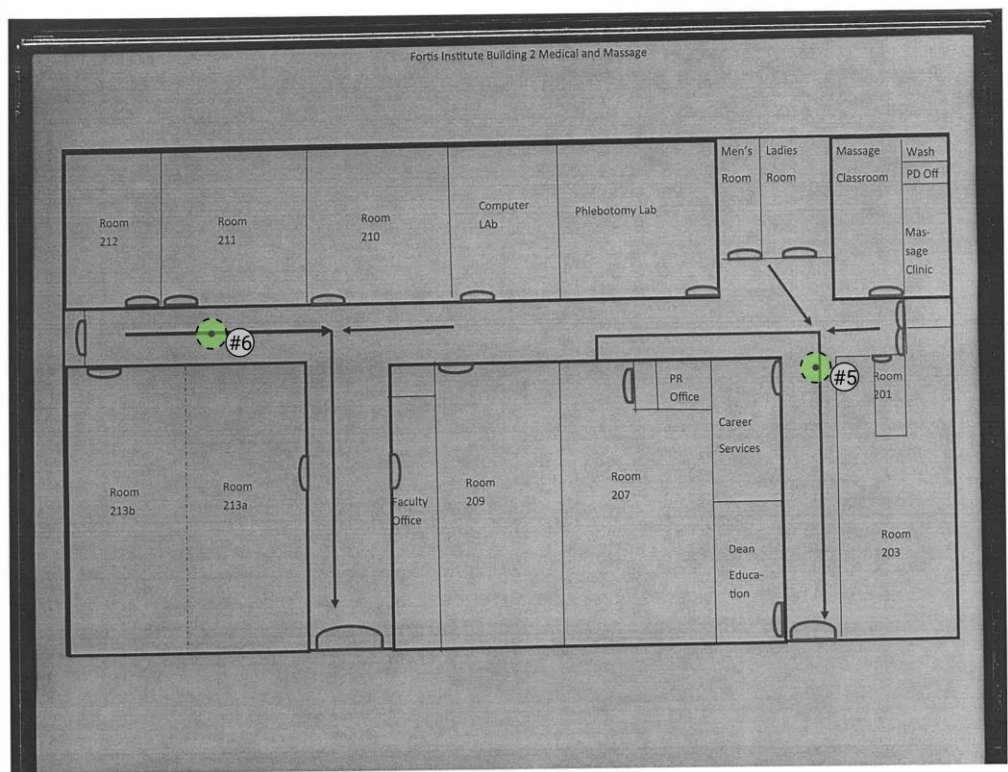 Fortis Institute Building 2 Medical and Massage
Men's
Room
Ladies
Room
Massage
Classroom
Wash
PD Off
Mas-
sage
Clinic
Room
212
Room
211
Room
210
Computer
LAb
Phlebotomy Lab
#6
#5
Room
201
PR
Office
Career
Services
Room
213b
Room
213a
Faculty
Office
Room
209
Room
207
Dean
Educa-
tion
Room
203